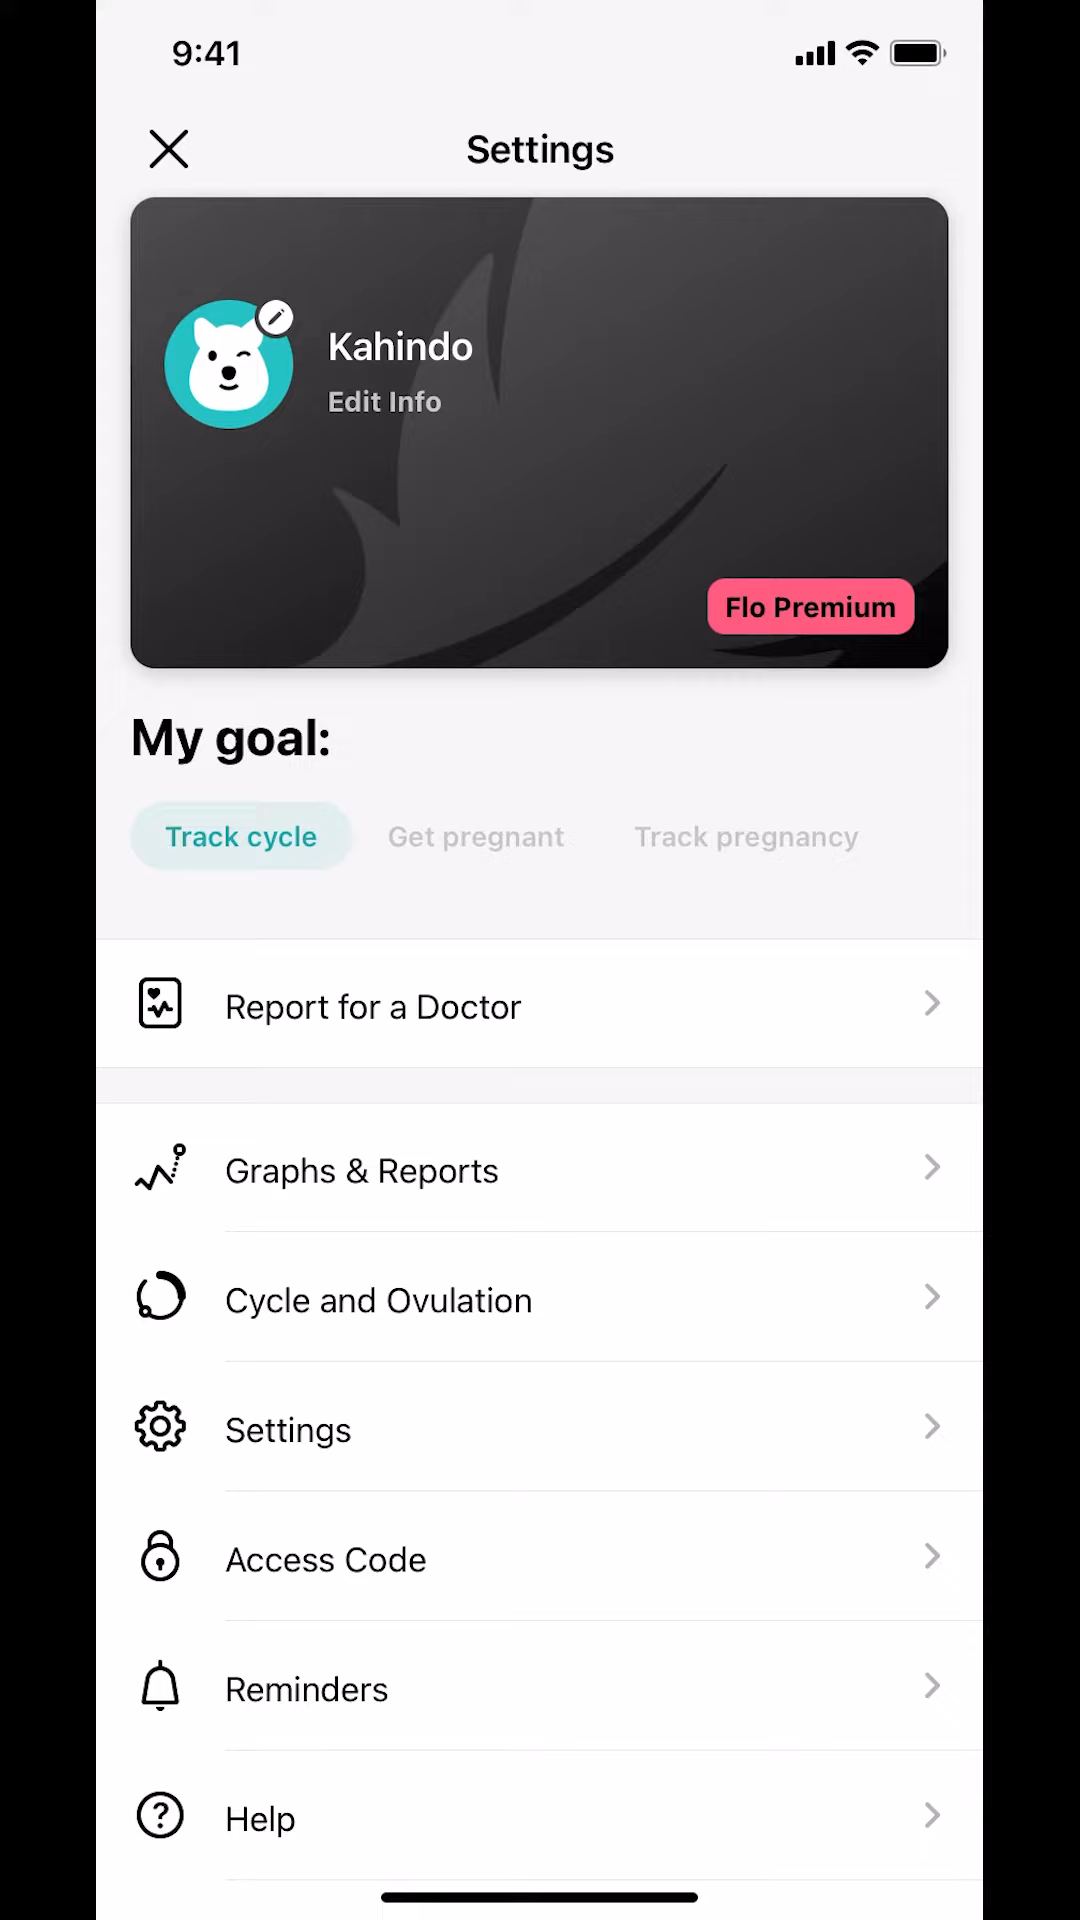 9:41
Settings
Kahindo
Edit Info
Flo Premium
My goal:
Track cycle Get pregnant Track pregnancy
Report for a Doctor
Graphs & Reports
Cycle and Ovulation
Settings
Access Code
Reminders
Help